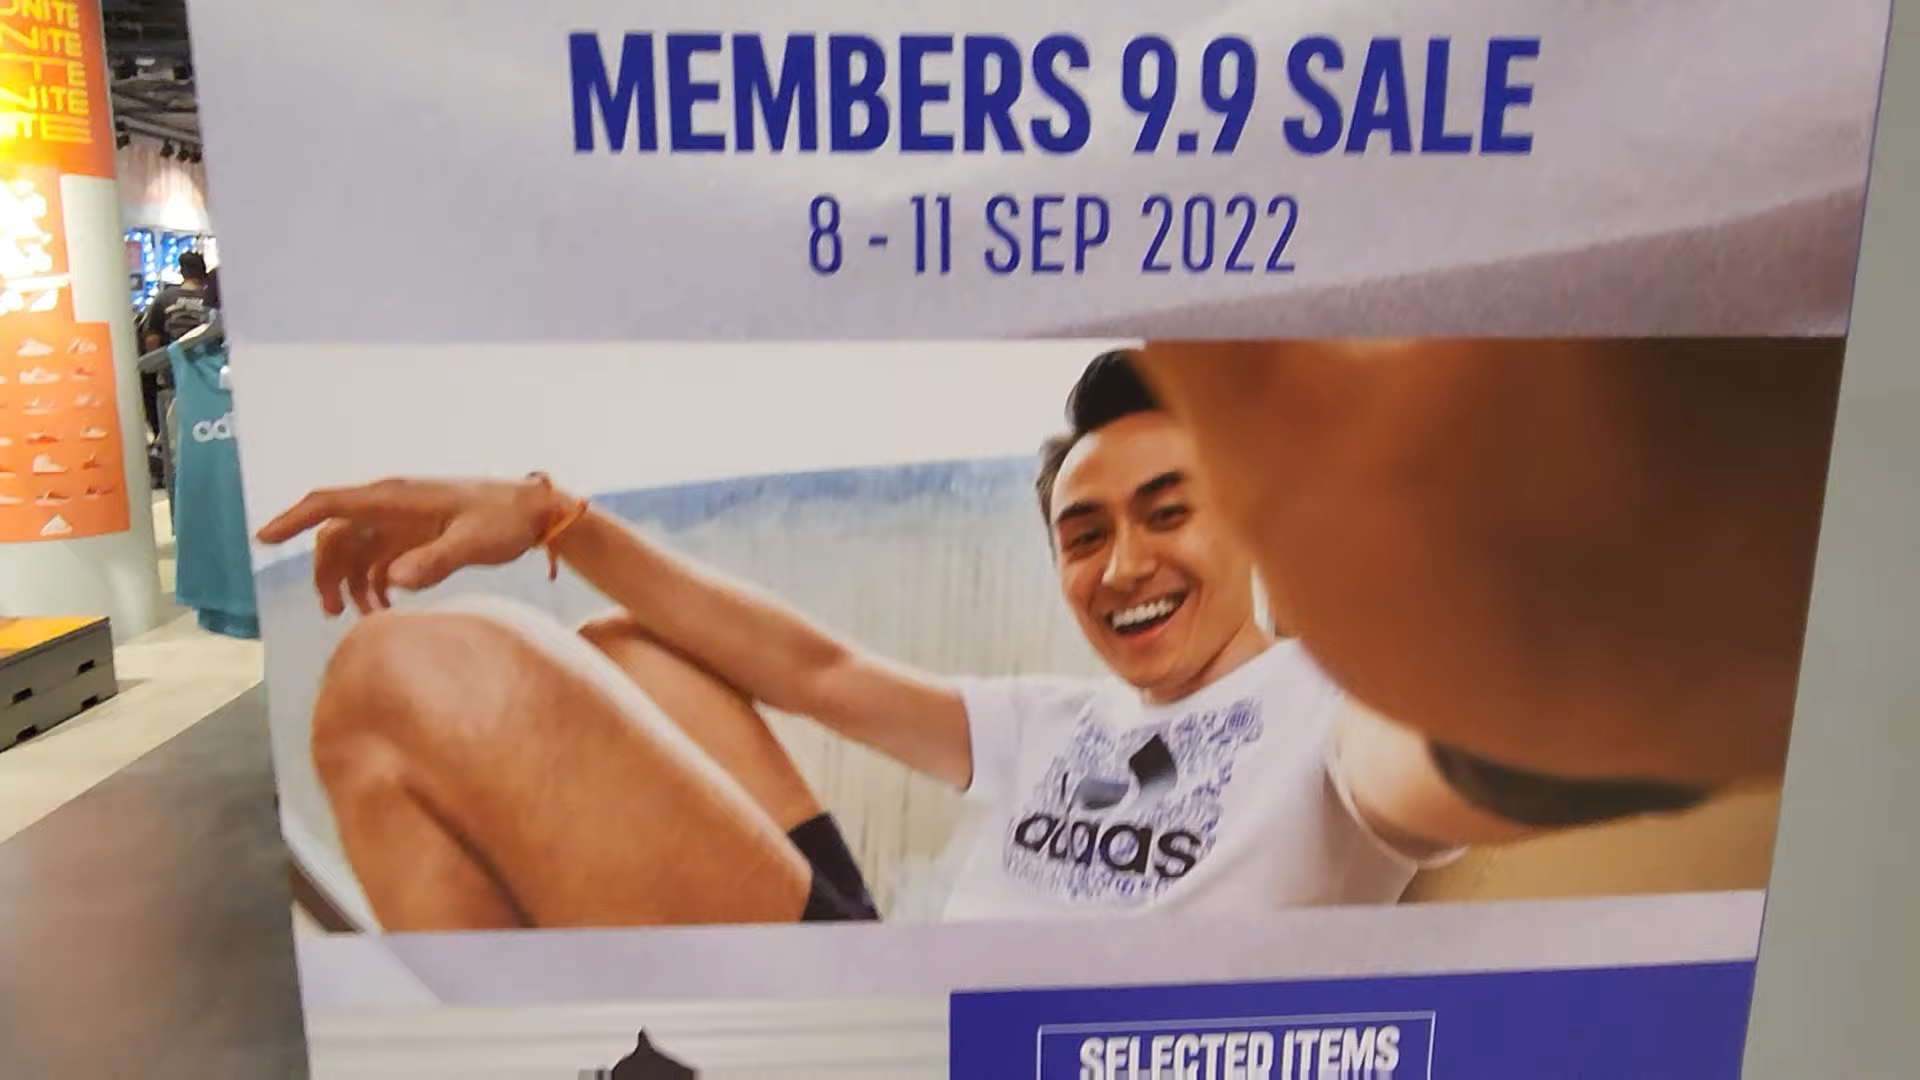 MEMBERS 9.9 SALE
8 - 11 SEP 2022
adidas
SELECTED ITEMS